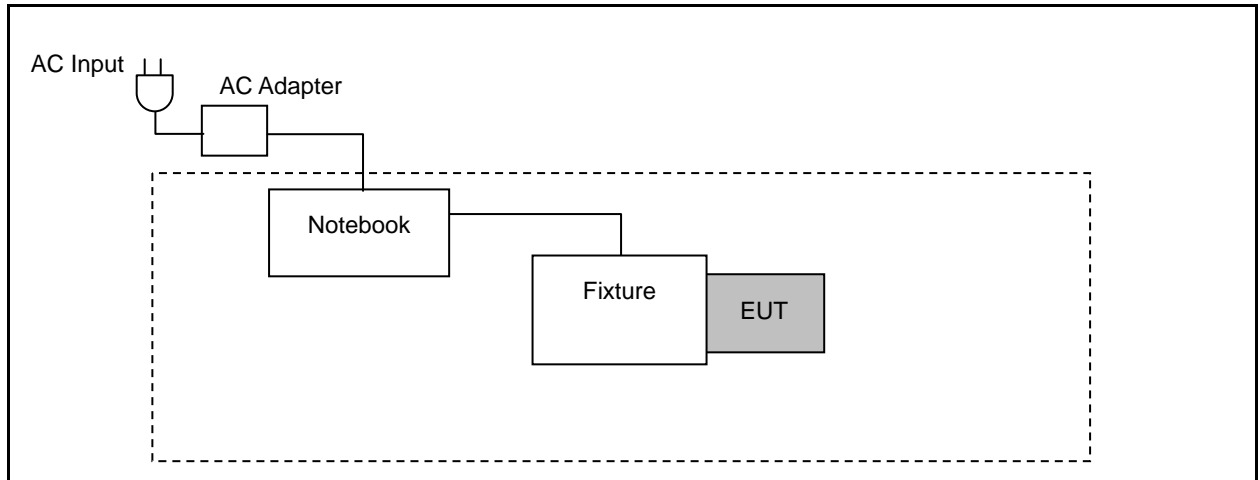 AC Input
AC Adapter
Notebook
Fixture
EUT